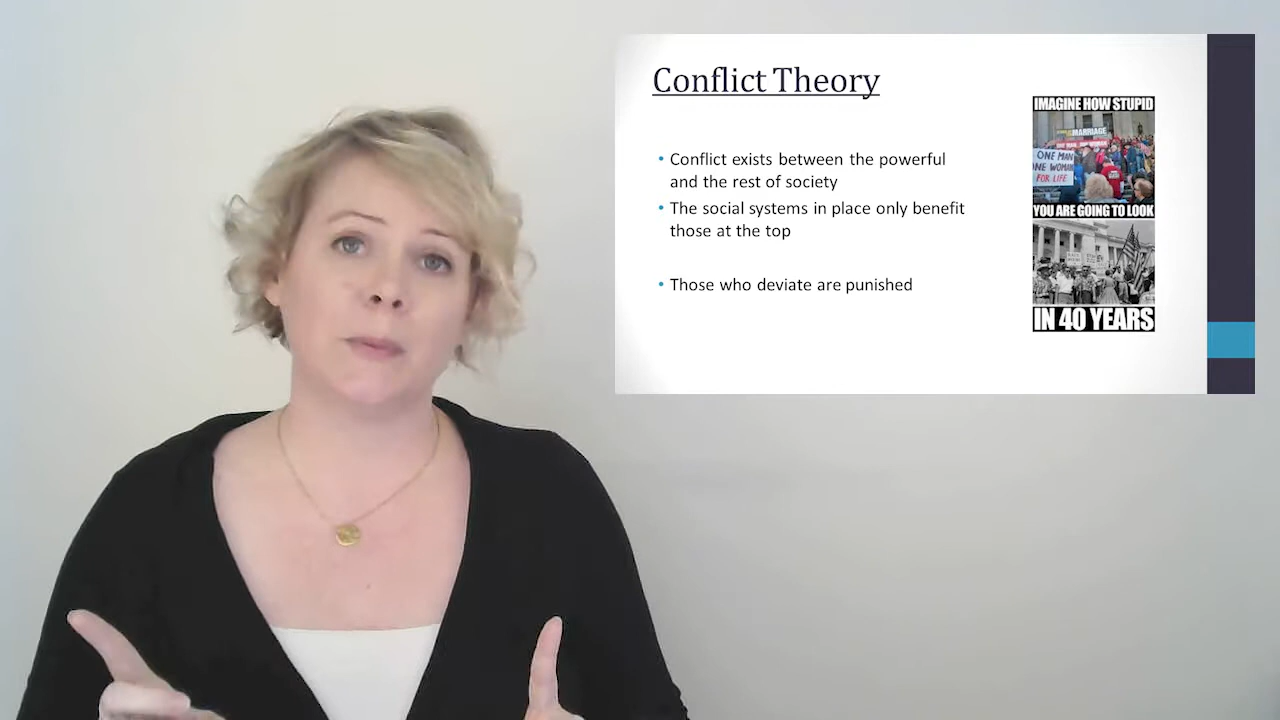 Conflict Theory
• Conflict exists between the powerful
and the rest of society
• The social systems in place only benefit
those at the top
• Those who deviate are punished
IMAGINE HOW STUPID
MARRIAGE
ONE MAN
ONE WOMAN
FOR LIFE
YOU ARE GOING TO LOOK
IN 40 YEARS